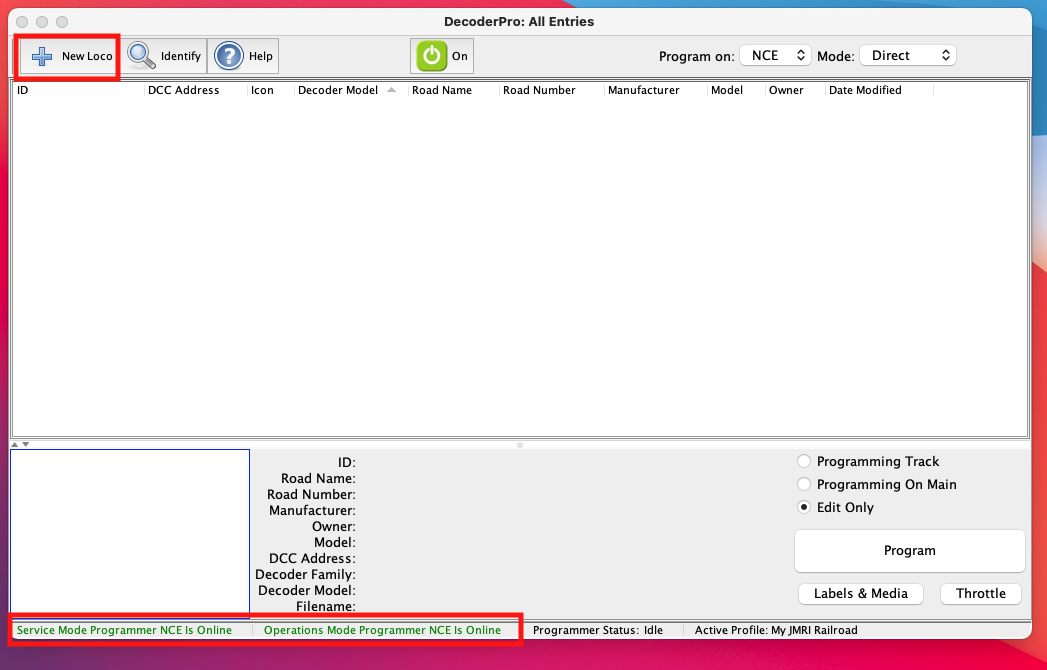 DecoderPro: All Entries
New Loco Identify Help On Program on: NCE Mode: Direct
ID DCC Address Icon Decoder Model Road Name Road Number Manufacturer Model Owner Date Modified
ID:
Road Name:
Road Number:
Manufacturer:
Owner:
Model:
DCC Address:
Decoder Family:
Decoder Model:
Filename:
Programming Track
Programming On Main
Edit Only
Program
Labels & Media Throttle
Service Mode Programmer NCE Is Online Operations Mode Programmer NCE Is Online Programmer Status: Idle Active Profile: My JMRI Railroad